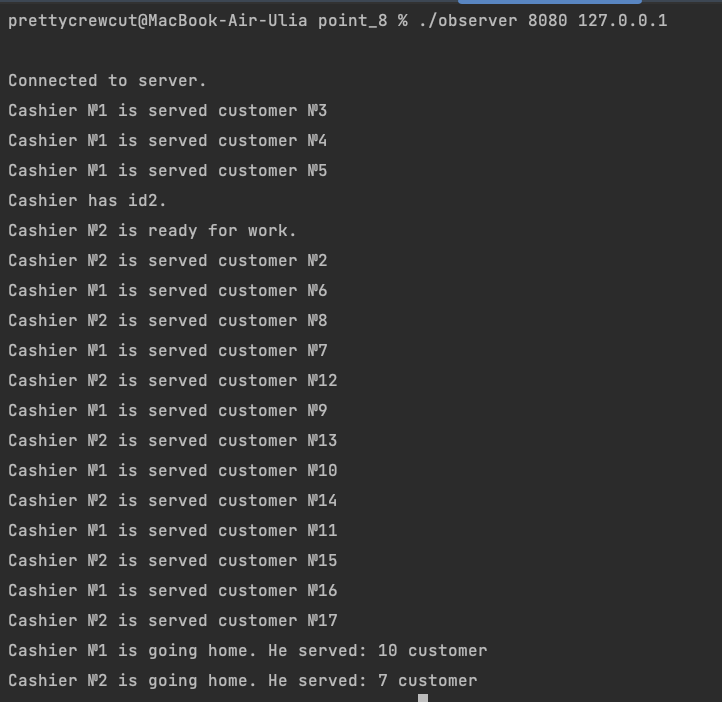 prettycrewcut@MacBook-Air-Ulia point_8 % ./observer 8080 127.0.0.1
Connected to server.
Cashier №1 is served customer №3
Cashier №1 is served customer №4
Cashier №1 is served customer №5
Cashier has id2.
Cashier №2 is ready for work.
Cashier №2 is served customer №2
Cashier №1 is served customer №6
Cashier №2 is served customer №8
Cashier №1 is served customer №7
Cashier №2 is served customer №12
Cashier №1 is served customer №9
Cashier №2 is served customer №13
Cashier №1 is served customer №10
Cashier №2 is served customer №14
Cashier №1 is served customer №11
Cashier №2 is served customer №15
Cashier №1 is served customer №16
Cashier №2 is served customer №17
Cashier №1 is going home. He served: 10 customer
Cashier №2 is going home. He served: 7 customer